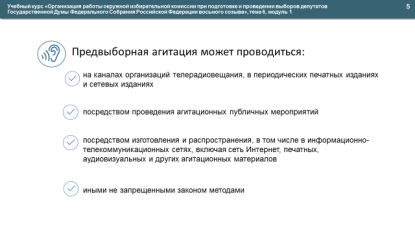 Учебный курс «Организация работы окружной избирательной комиссии при подготовке и проведении выборов депутатов
Государственной Думы Федерального Собрания Российской Федерации восьмого созыва», тема 6, модуль 1
5
Предвыборная агитация может проводиться:
на каналах организаций телерадиовещания, в периодических печатных изданиях
и сетевых изданиях
посредством проведения агитационных публичных мероприятий
посредством изготовления и распространения, в том числе в информационно-
телекоммуникационных сетях, включая сеть Интернет, печатных,
аудиовизуальных и других агитационных материалов
иными не запрещенными законом методами